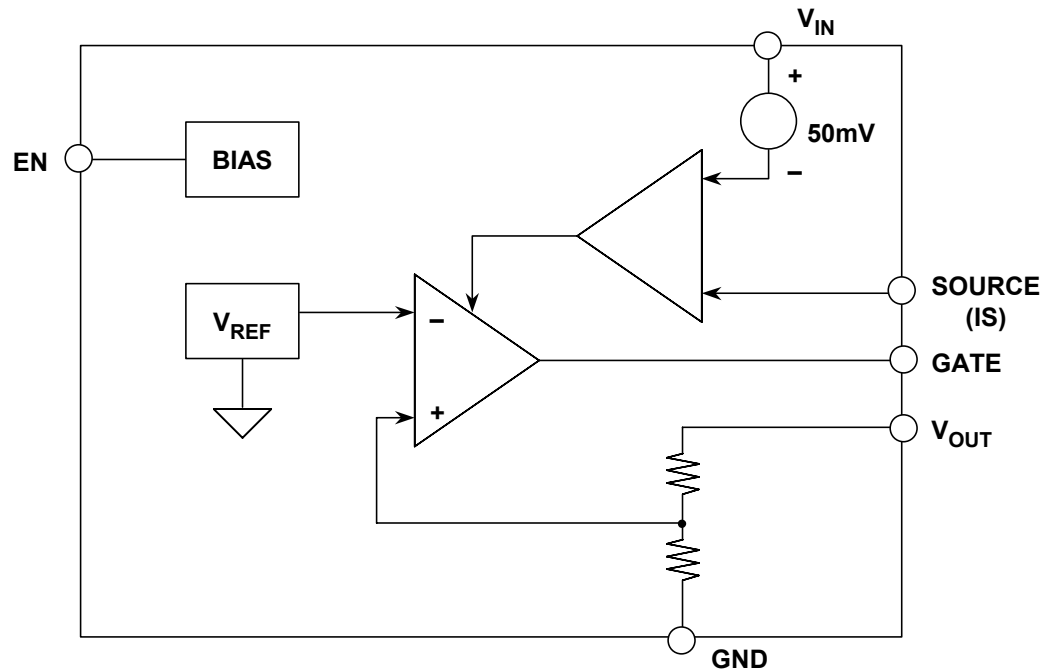 V_IN
+
50mV
–
EN
BIAS
SOURCE
(IS)
V_REF
–
GATE
+
V_OUT
GND